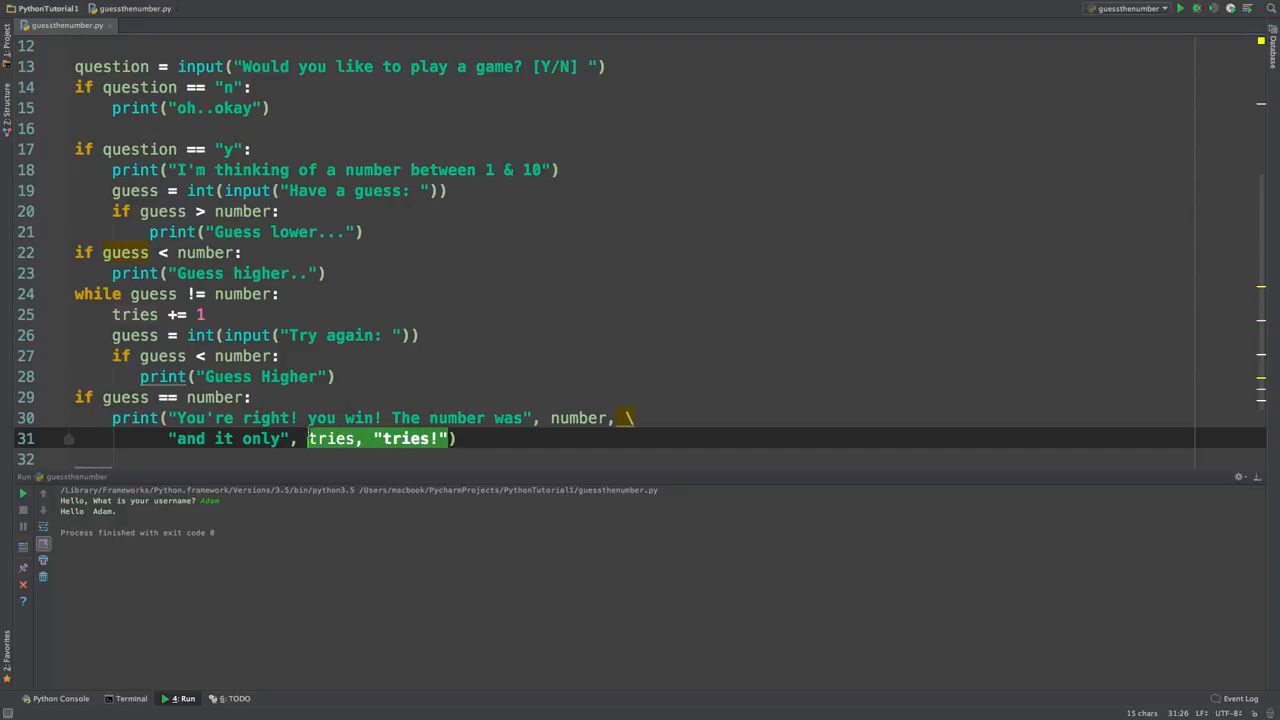 PythonTutorial1 guessthenumber.py guessthenumber
guessthenumber.py
1: Project
Z: Structure
2: Favorites
Database
12
13 question = input("Would you like to play a game? [Y/N] ")
14 if question == "n":
15 print("oh..okay")
16
17 if question == "y":
18 print("I'm thinking of a number between 1 & 10")
19 guess = int(input("Have a guess: "))
20 if guess > number:
21 print("Guess lower...")
22 if guess < number:
23 print("Guess higher..")
24 while guess != number:
25 tries += 1
26 guess = int(input("Try again: "))
27 if guess < number:
28 print("Guess Higher")
29 if guess == number:
30 print("You're right! you win! The number was", number, \
31 "and it only", tries, "tries!")
32
Run guessthenumber
/Library/Frameworks/Python.framework/Versions/3.5/bin/python3.5 /Users/macbook/PycharmProjects/PythonTutorial1/guessthenumber.py
Hello, What is your username? Adam
Hello  Adam.
Process finished with exit code 0
Python Console Terminal 4: Run 6: TODO Event Log
15 chars 31:26 LF÷ UTF-8÷